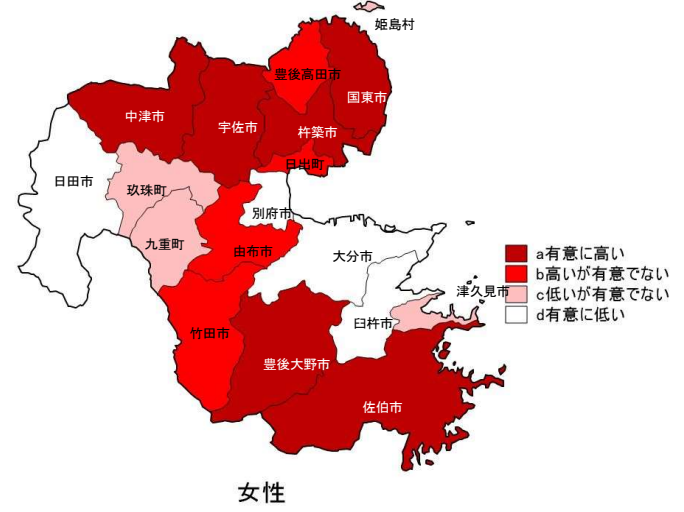 姫島村
豊後高田市
国東市
中津市
宇佐市
杵築市
日出町
日田市
玖珠町
別府市
九重町
由布市
大分市
a有意に高い
b高いが有意でない
c低いが有意でない
d有意に低い
津久見市
臼杵市
竹田市
豊後大野市
佐伯市
女性